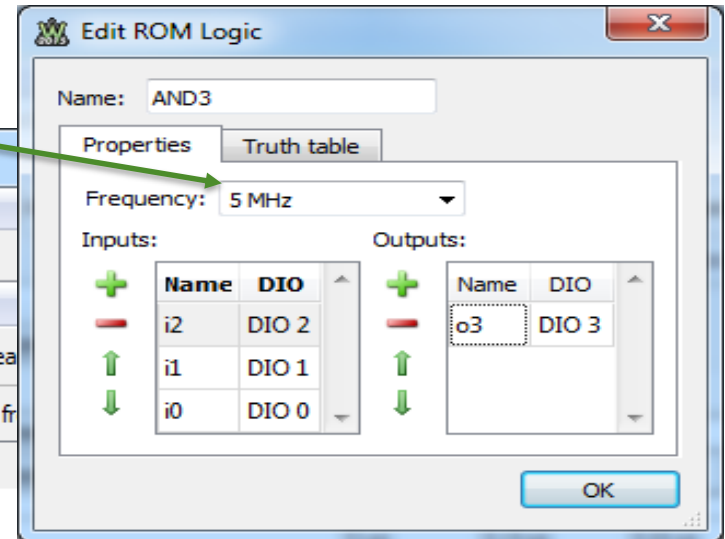 Edit ROM Logic
Name: AND3
Properties Truth table
Frequency: 5 MHz
Inputs: Outputs:
Name DIO Name DIO
i2 DIO 2 o3 DIO 3
i1 DIO 1
i0 DIO 0
OK